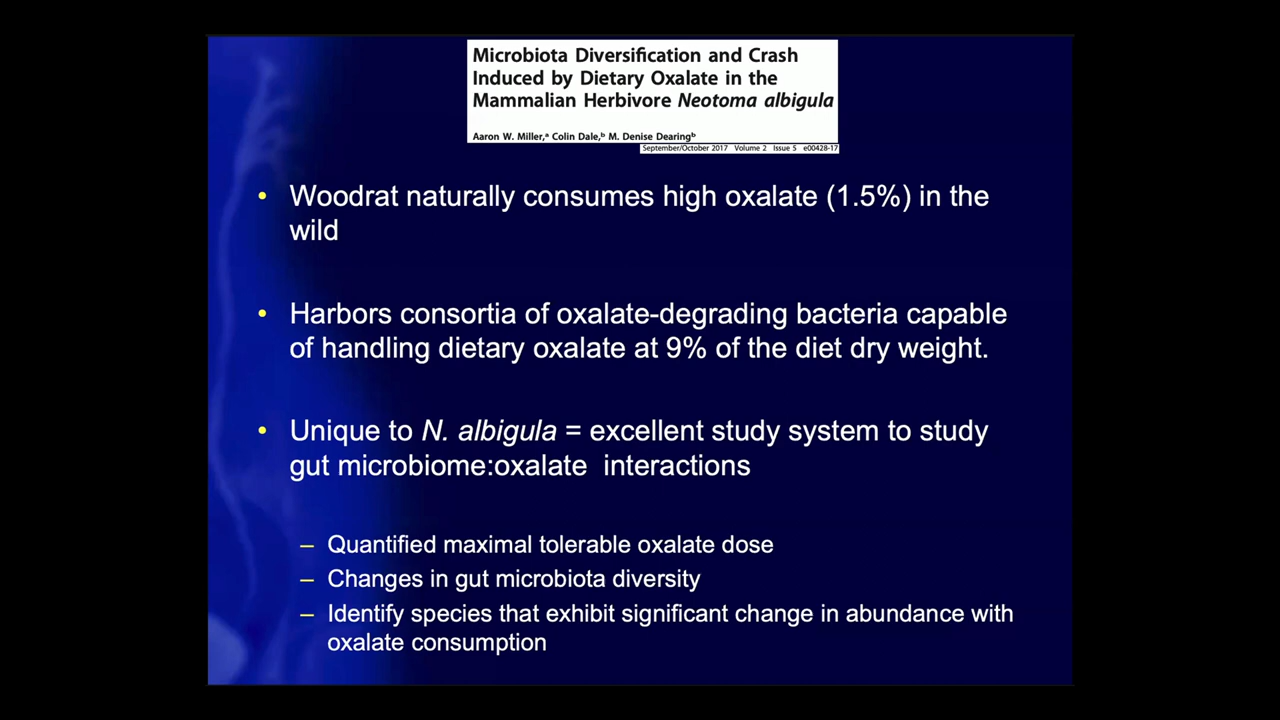 Microbiota Diversification and Crash
Induced by Dietary Oxalate in the
Mammalian Herbivore Neotoma albigula
Aaron W. Miller,ᵃ Colin Dale,ᵇ M. Denise Dearingᵇ
September/October 2017 Volume 2 Issue 5 e00428-17
• Woodrat naturally consumes high oxalate (1.5%) in the
wild
• Harbors consortia of oxalate-degrading bacteria capable
of handling dietary oxalate at 9% of the diet dry weight.
• Unique to N. albigula = excellent study system to study
gut microbiome:oxalate interactions
– Quantified maximal tolerable oxalate dose
– Changes in gut microbiota diversity
– Identify species that exhibit significant change in abundance with
oxalate consumption